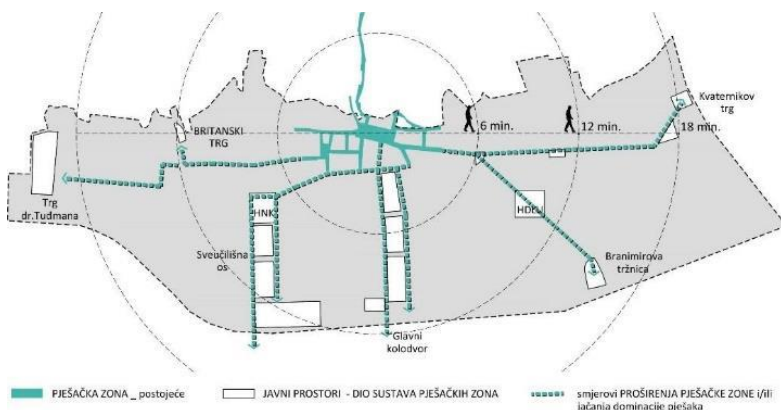 Kvaternikov
trg
BRITANSKI
TRG
6 min.
12 min.
18 min.
Trg
dr.Tuđmana
HNK
HDLU
Sveučilišna
os
Branimirova
tržnica
Glavni
kolodvor
PJEŠAČKA ZONA _ postojeće
JAVNI PROSTORI - DIO SUSTAVA PJEŠAČKIH ZONA
smjerovi PROŠIRENJA PJEŠAČKE ZONE i/ili
jačanja dominacije pješaka